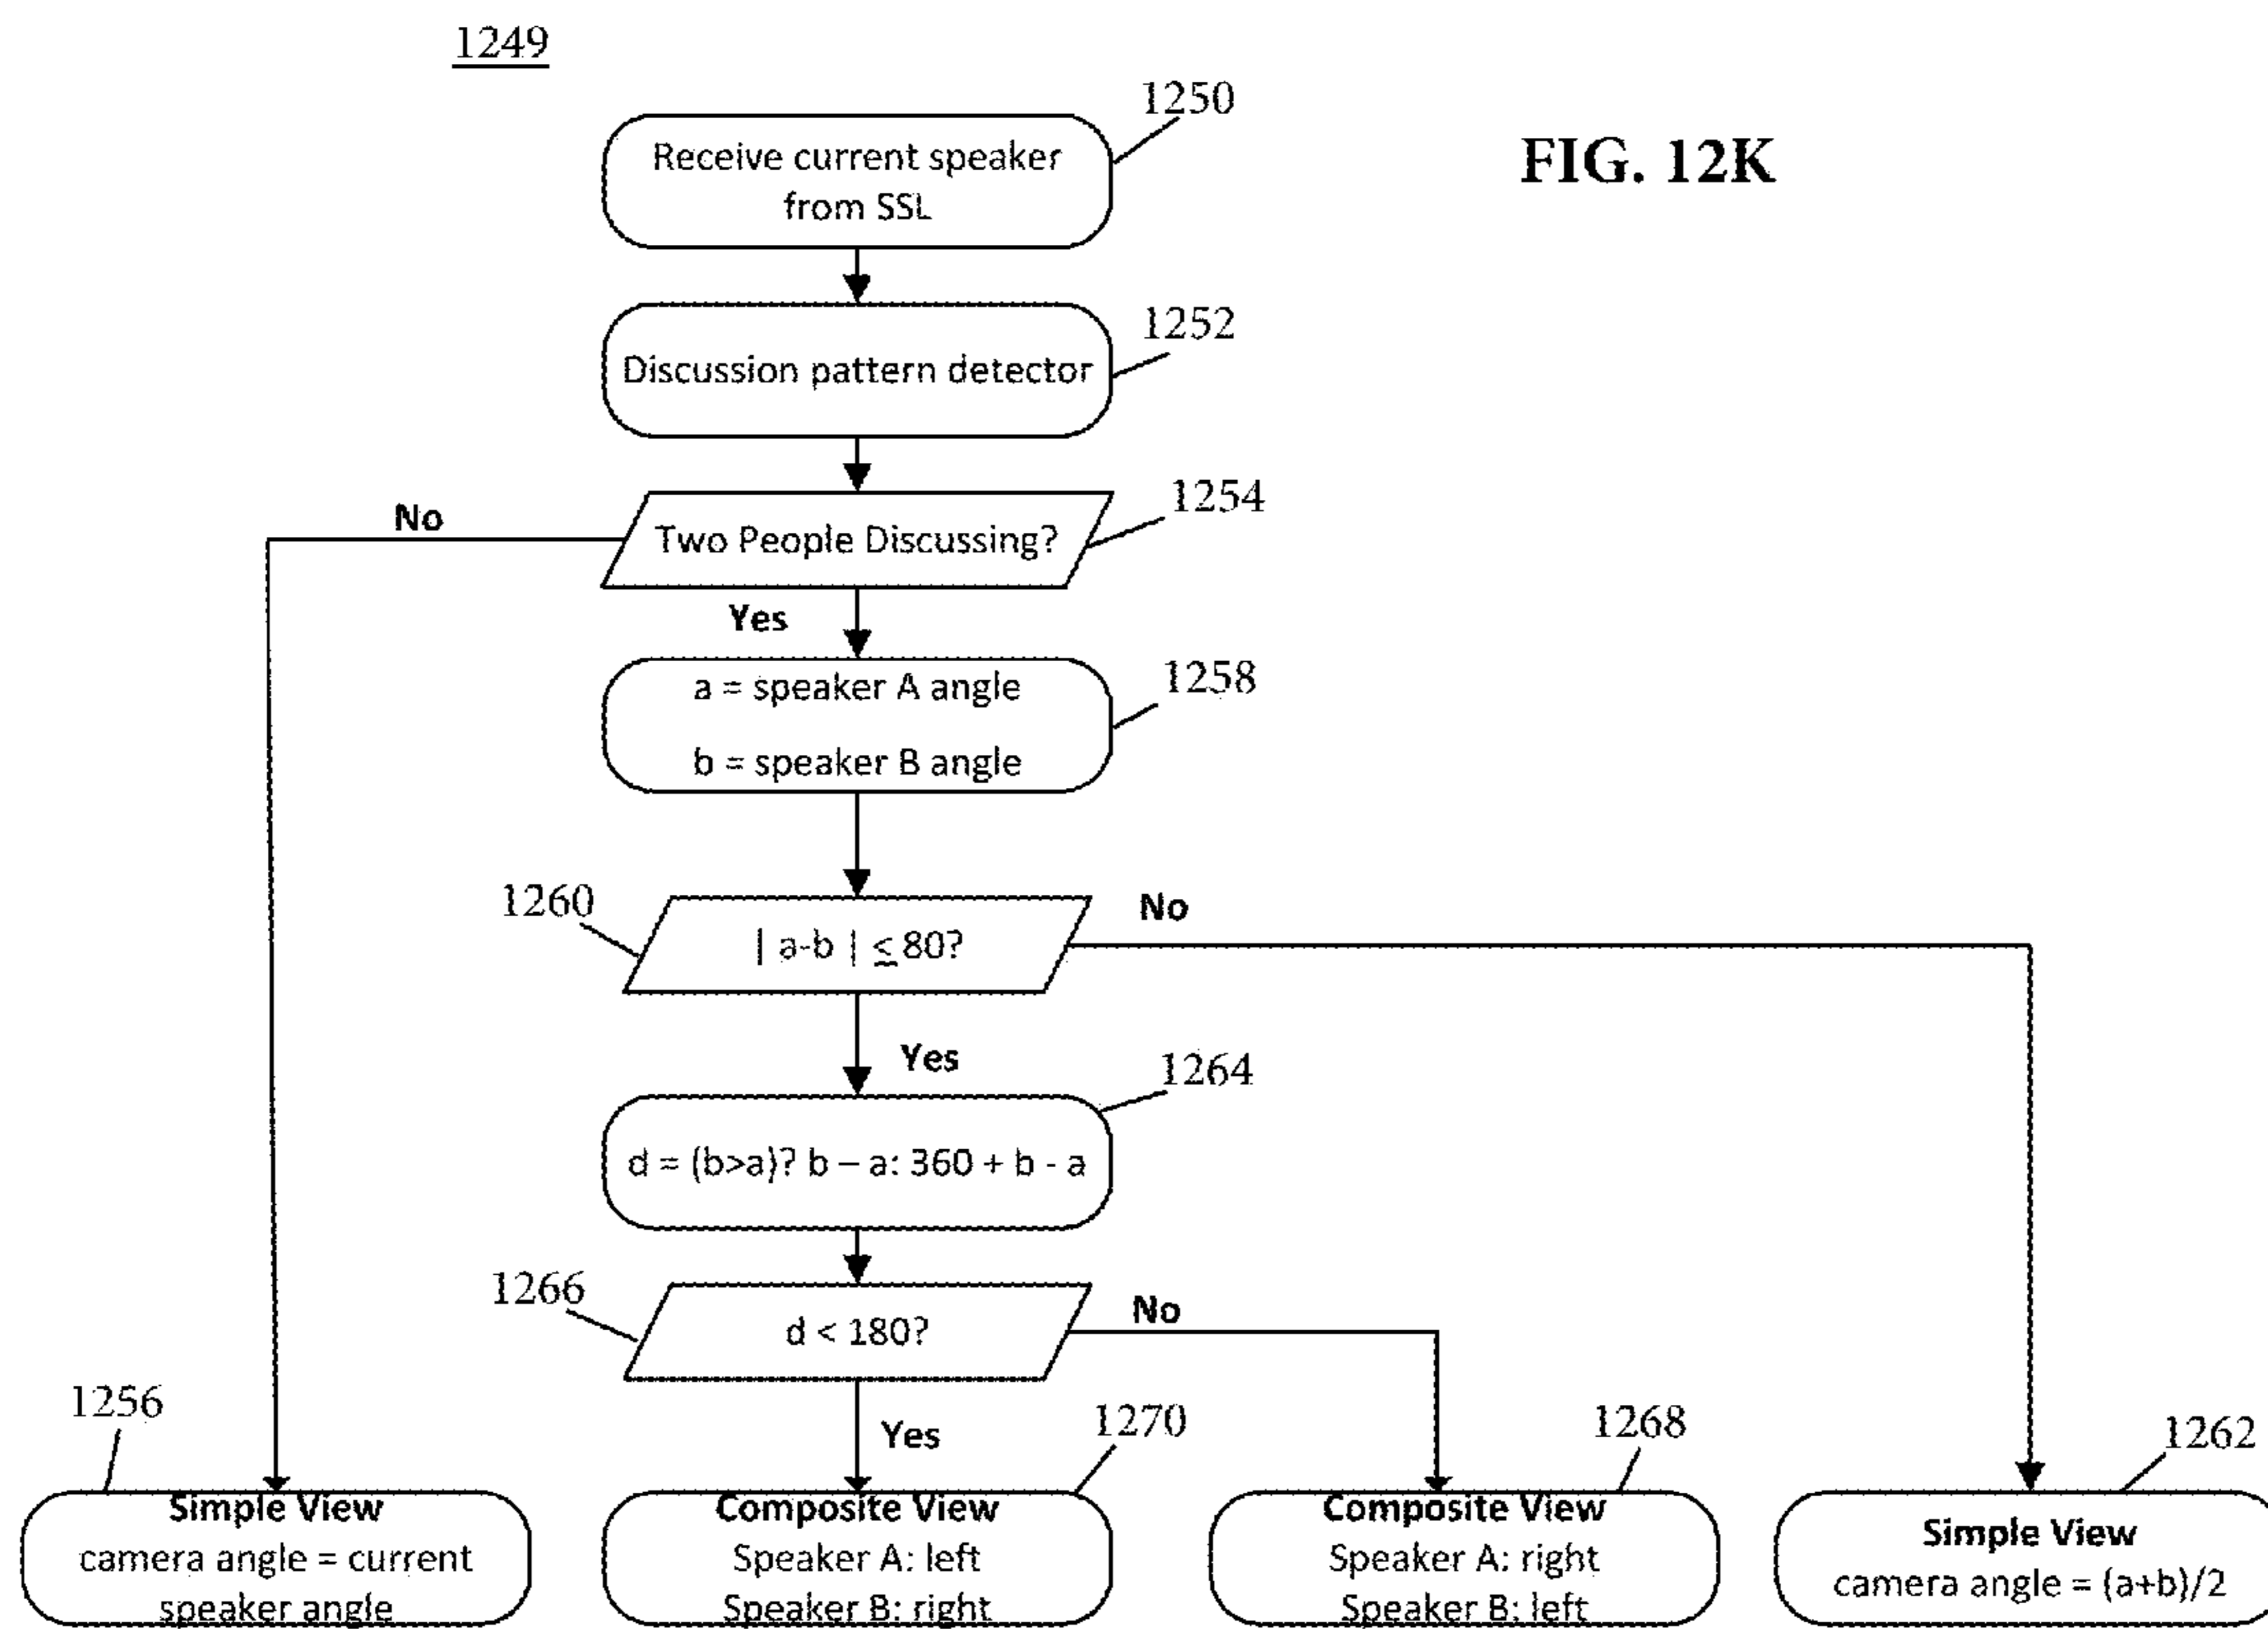 1249
FIG. 12K
1250
Receive current speaker
from SSL
1252
Discussion pattern detector
1254
No
Two People Discussing?
Yes
1258
a = speaker A angle
b = speaker B angle
1260
No
| a-b | ≤ 80?
Yes
1264
d = (b>a)? b – a: 360 + b - a
1266
No
d < 180?
Yes
1256
Simple View
camera angle = current
speaker angle
1270
Composite View
Speaker A: left
Speaker B: right
1268
Composite View
Speaker A: right
Speaker B: left
1262
Simple View
camera angle = (a+b)/2